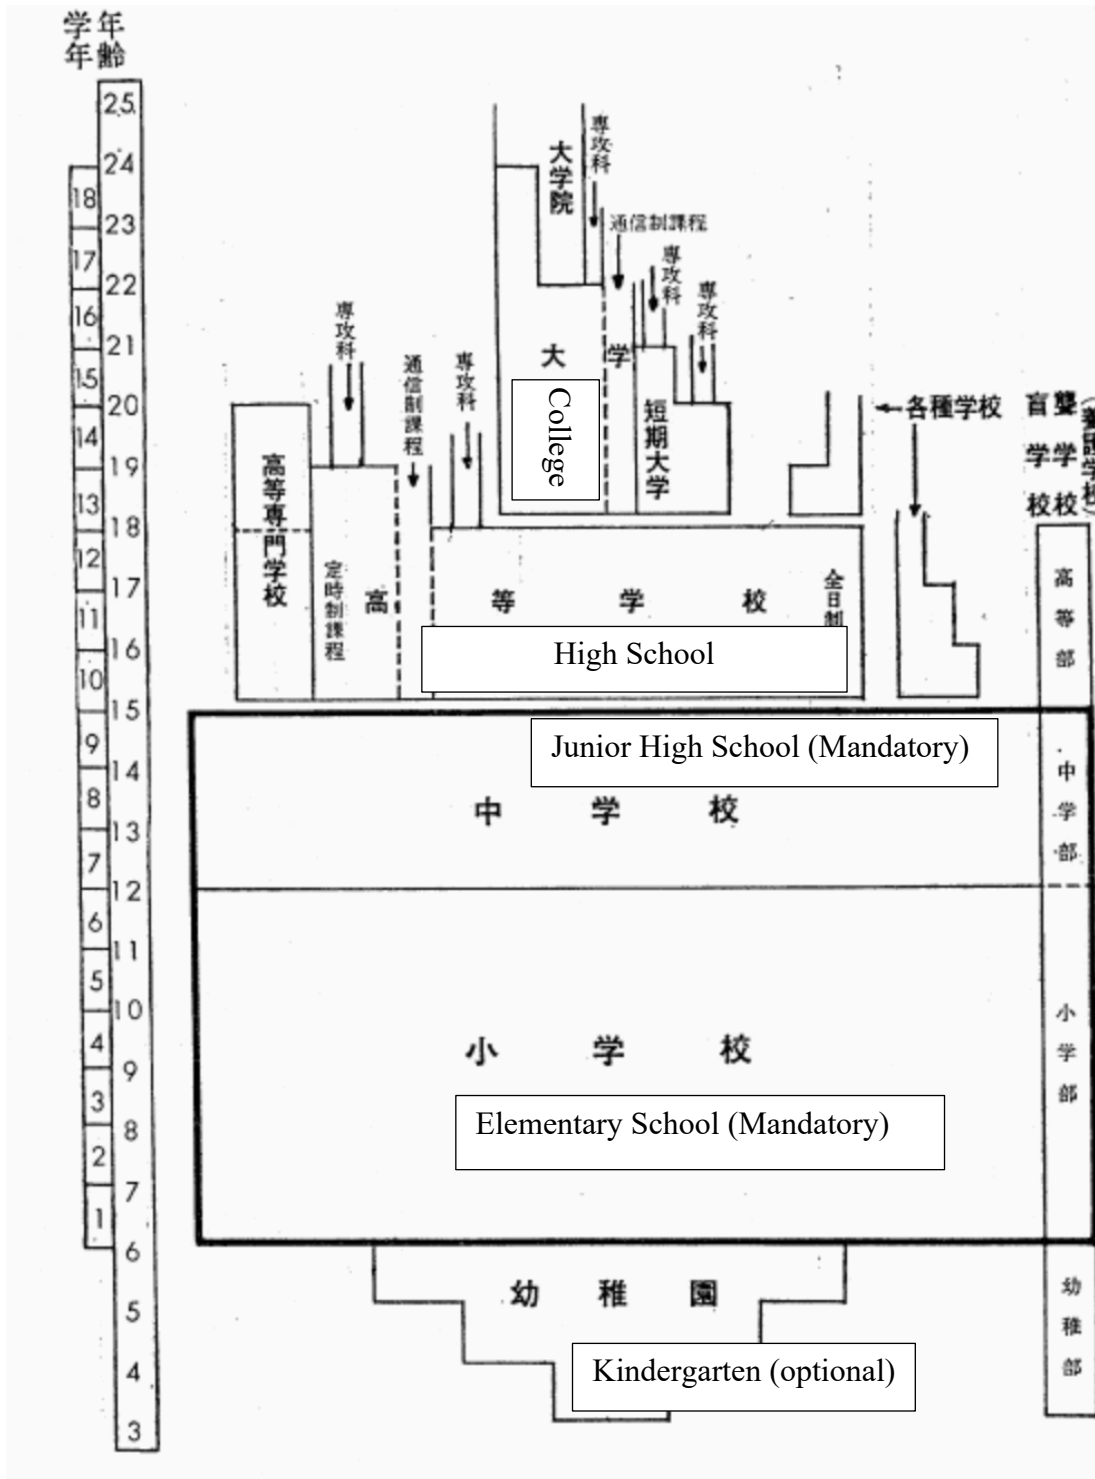 学年
年齢
25
24
18
23
17
22
16
21
15
20
14
19
13
18
12
17
11
16
10
15
9
14
8
13
7
12
6
11
5
10
4
9
3
8
2
7
1
6
5
4
3
大学院
専攻科
通信制課程
専攻科
専攻科
専攻科
通信制課程
専攻科
大学
College
短期大学
各種学校
盲学校
聾学校
(養護学校)
高等専門学校
定時制課程
高等学校
全日制
High School
高等部
Junior High School (Mandatory)
中学校
中学部
小学校
小学部
Elementary School (Mandatory)
幼稚園
幼稚部
Kindergarten (optional)